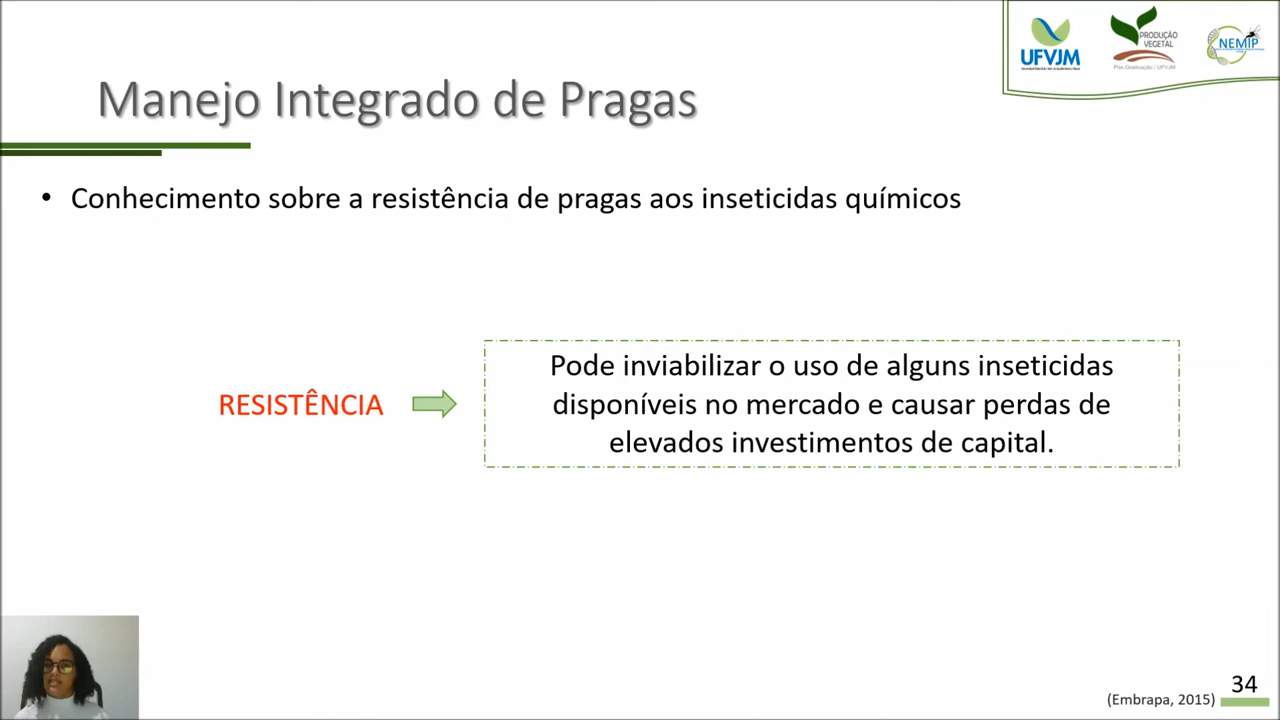 UFVJM
PRODUÇÃO
VEGETAL
Pós-Graduação / UFVJM
NEMIP
Manejo Integrado de Pragas
• Conhecimento sobre a resistência de pragas aos inseticidas químicos
RESISTÊNCIA
Pode inviabilizar o uso de alguns inseticidas
disponíveis no mercado e causar perdas de
elevados investimentos de capital.
34
(Embrapa, 2015)